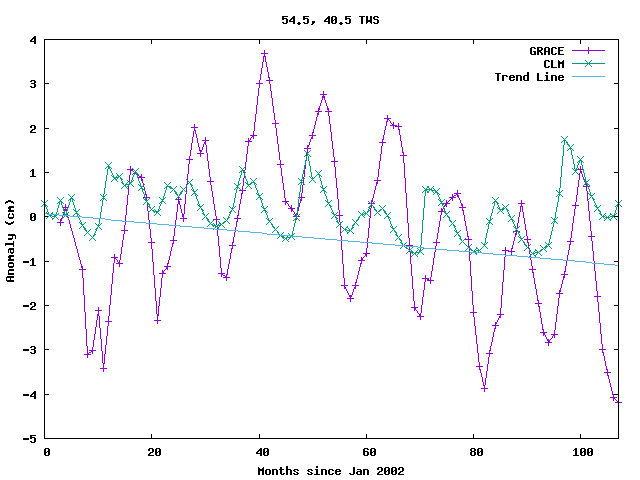 54.5, 40.5 TWS
GRACE
CLM
Trend Line
4
3
2
1
0
-1
-2
-3
-4
-5
Anomaly (cm)
0 20 40 60 80 100
Months since Jan 2002